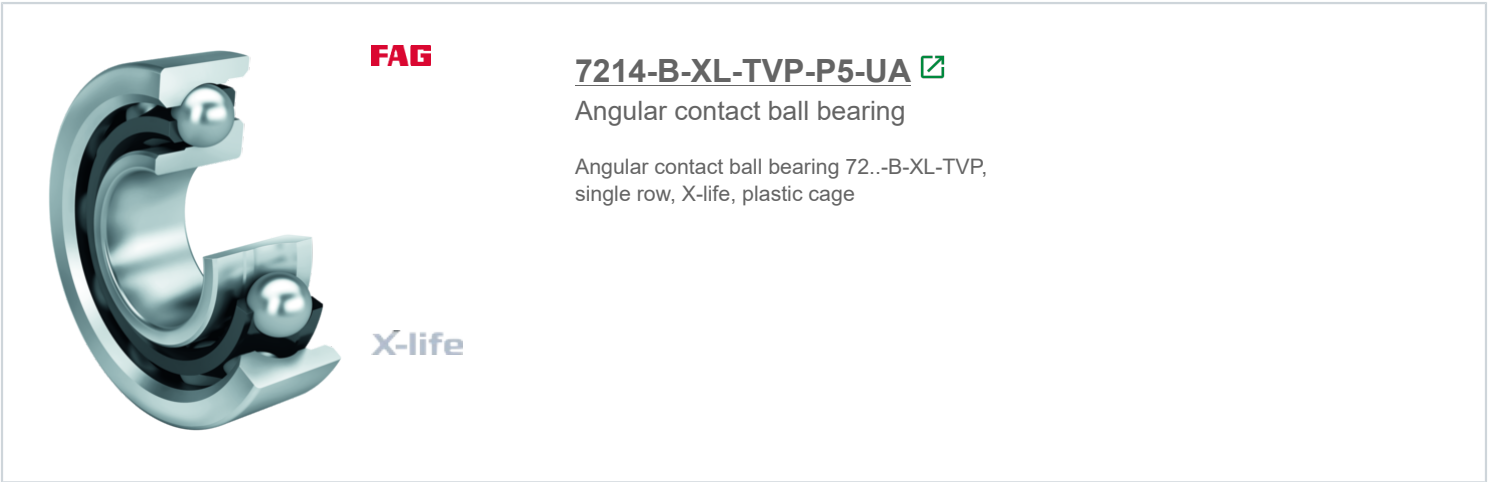 FAG
7214-B-XL-TVP-P5-UA
Angular contact ball bearing
Angular contact ball bearing 72..-B-XL-TVP,
single row, X-life, plastic cage
X-life